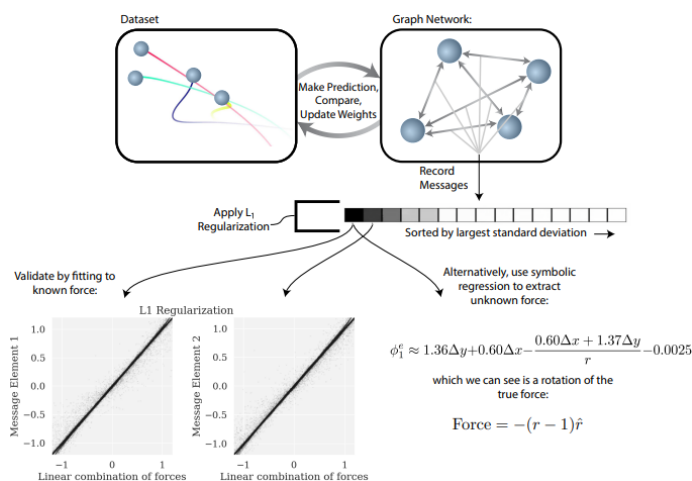 Dataset
Graph Network:
Make Prediction,
Compare,
Update Weights
Record
Messages
Apply L₁
Regularization
Sorted by largest standard deviation
Validate by fitting to
known force:
Alternatively, use symbolic
regression to extract
unknown force:
L1 Regularization
Message Element 1
1.0
0.5
0.0
−0.5
−1.0
−1
0
1
Linear combination of forces
Message Element 2
1.0
0.5
0.0
−0.5
−1.0
−1
0
1
Linear combination of forces
ϕ₁ᵉ ≈ 1.36Δy+0.60Δx− (0.60Δx + 1.37Δy)/r −0.0025
which we can see is a rotation of the
true force:
Force = −(r − 1)r̂